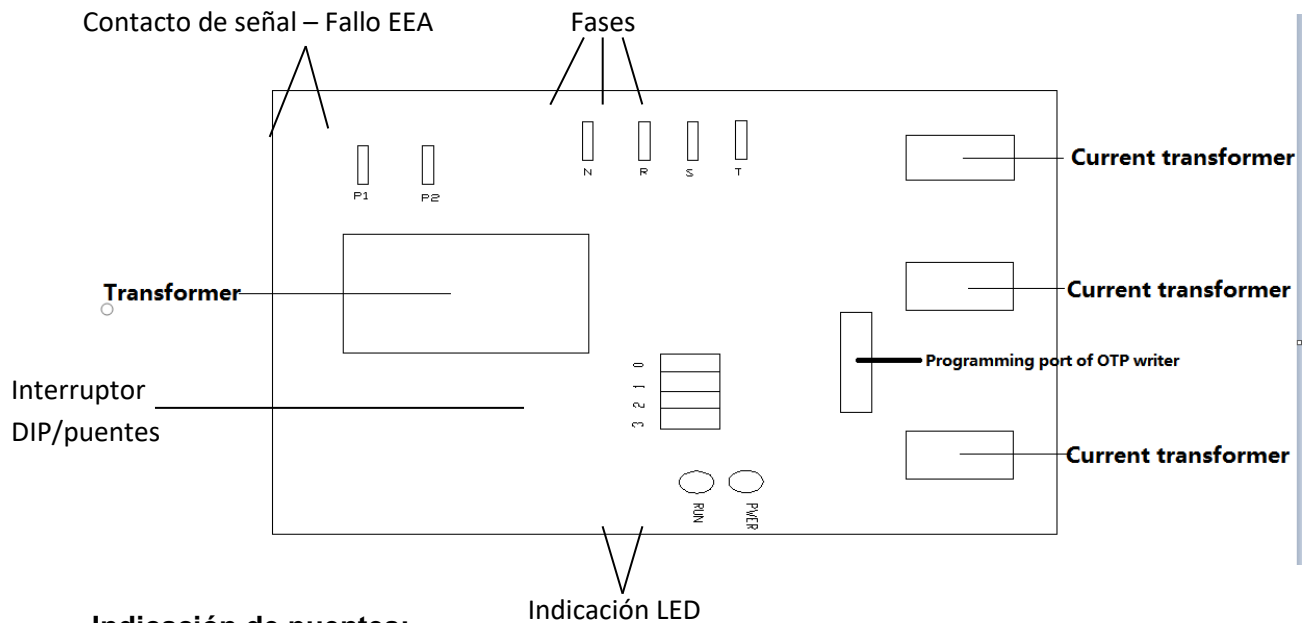 Contacto de señal – Fallo EEA
Fases
N
R
S
T
P1
P2
Current transformer
Transformer
Current transformer
0
1
2
3
Programming port of OTP writer
Interruptor
DIP/puentes
Current transformer
RUN
PWER
Indicación LED
Indicación de puentes: